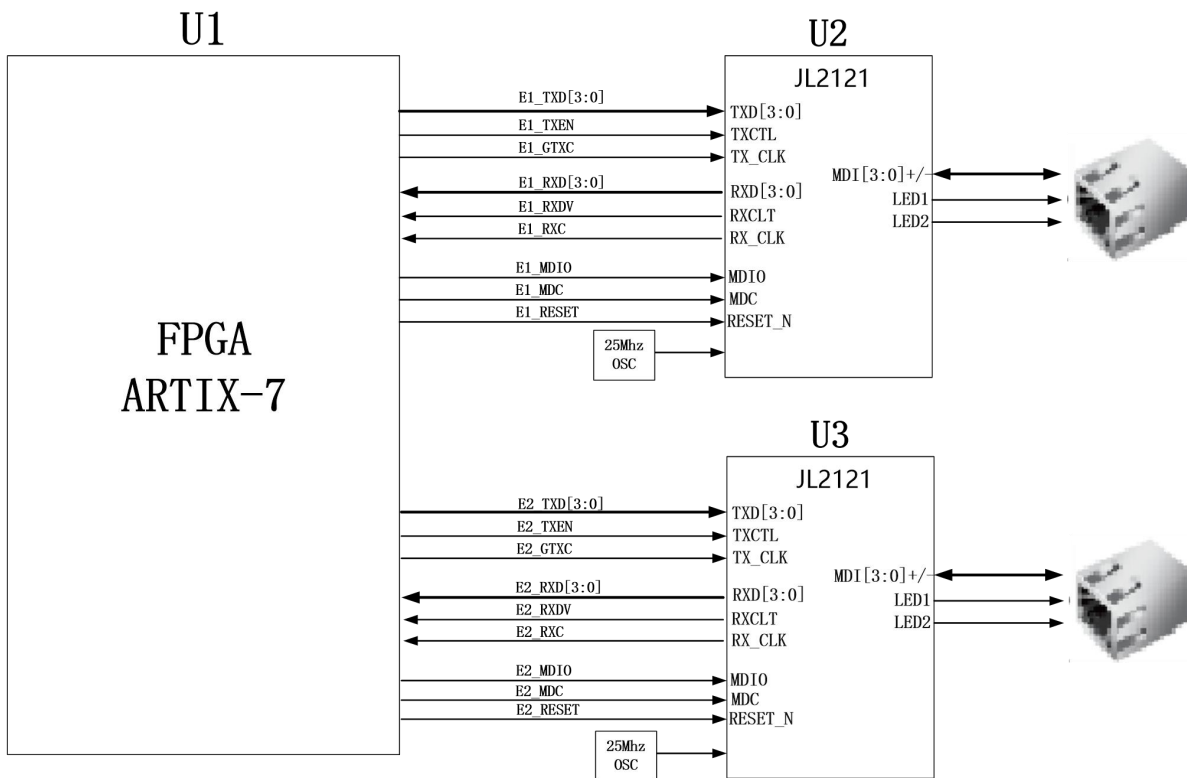 U1
FPGA
ARTIX-7
E1_TXD[3:0]
E1_TXEN
E1_GTXC
E1_RXD[3:0]
E1_RXDV
E1_RXC
E1_MDIO
E1_MDC
E1_RESET
25Mhz
OSC
U2
JL2121
TXD[3:0]
TXCTL
TX_CLK
RXD[3:0]
RXCLT
RX_CLK
MDIO
MDC
RESET_N
MDI[3:0]+/-
LED1
LED2
E2_TXD[3:0]
E2_TXEN
E2_GTXC
E2_RXD[3:0]
E2_RXDV
E2_RXC
E2_MDIO
E2_MDC
E2_RESET
25Mhz
OSC
U3
JL2121
TXD[3:0]
TXCTL
TX_CLK
RXD[3:0]
RXCLT
RX_CLK
MDIO
MDC
RESET_N
MDI[3:0]+/-
LED1
LED2